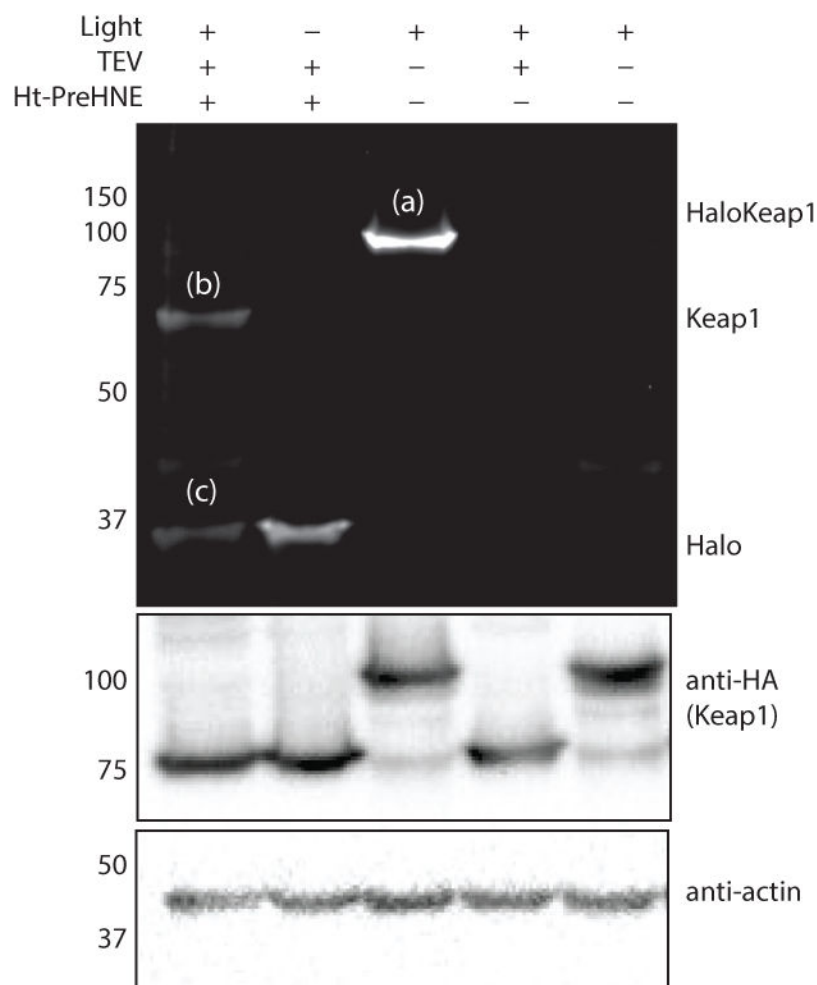 Light + − + + +
TEV + + − + −
Ht-PreHNE + + − − −
150
100
75
50
37
(a)
(b)
(c)
HaloKeap1
Keap1
Halo
100
75
anti-HA
(Keap1)
50
37
anti-actin